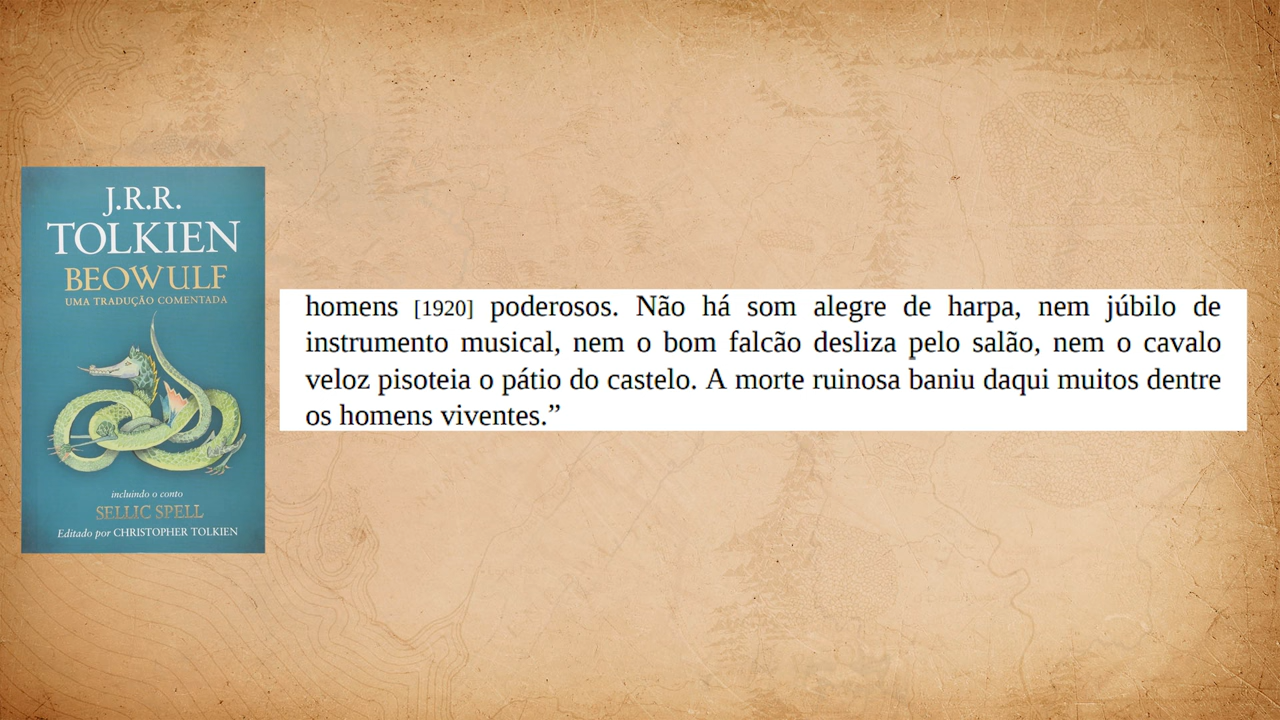 J.R.R.
TOLKIEN
BEOWULF
UMA TRADUÇÃO COMENTADA
incluindo o conto
SELLIC SPELL
Editado por CHRISTOPHER TOLKIEN
homens [1920] poderosos. Não há som alegre de harpa, nem júbilo de
instrumento musical, nem o bom falcão desliza pelo salão, nem o cavalo
veloz pisoteia o pátio do castelo. A morte ruinosa baniu daqui muitos dentre
os homens viventes.”